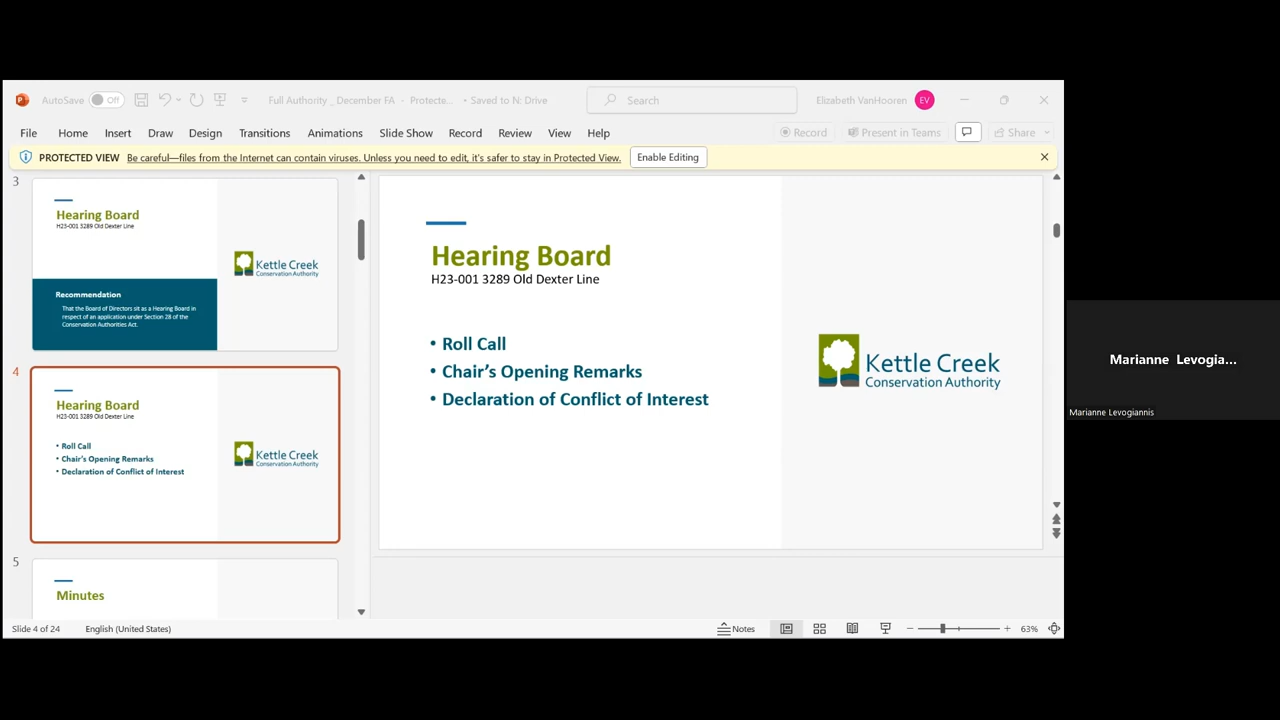 AutoSave Off Full Authority _ December FA - Protecte... • Saved to N: Drive Search Elizabeth VanHooren EV
File Home Insert Draw Design Transitions Animations Slide Show Record Review View Help Record Present in Teams Share
PROTECTED VIEW Be careful—files from the Internet can contain viruses. Unless you need to edit, it's safer to stay in Protected View. Enable Editing
3
Hearing Board
H23-001 3289 Old Dexter Line
Kettle Creek
Conservation Authority
Recommendation
That the Board of Directors sit as a Hearing Board in
respect of an application under Section 28 of the
Conservation Authorities Act.
4
Hearing Board
H23-001 3289 Old Dexter Line
• Roll Call
• Chair's Opening Remarks
• Declaration of Conflict of Interest
Kettle Creek
Conservation Authority
5
Minutes
Hearing Board
H23-001 3289 Old Dexter Line
• Roll Call
• Chair's Opening Remarks
• Declaration of Conflict of Interest
Kettle Creek
Conservation Authority
Marianne Levogia...
Marianne Levogiannis
Slide 4 of 24 English (United States) Notes 63%